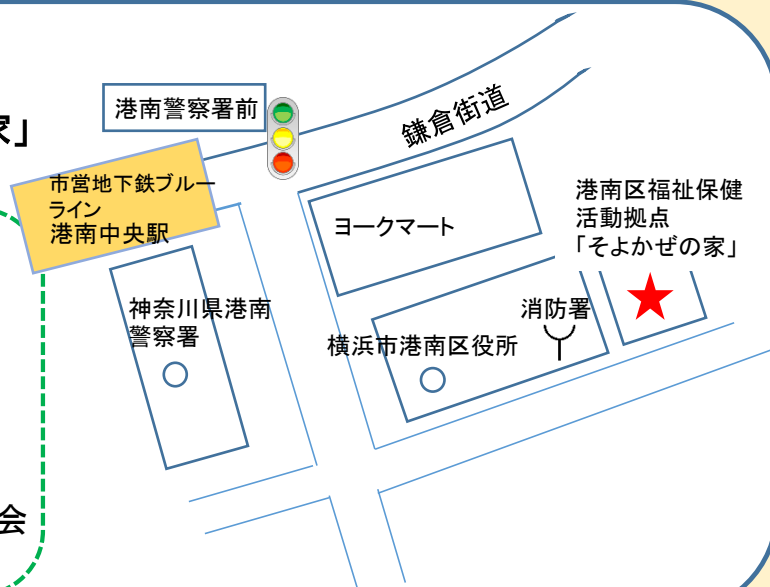 家」
港南警察署前
鎌倉街道
市営地下鉄ブルー
ライン
港南中央駅
ヨークマート
港南区福祉保健
活動拠点
「そよかぜの家」
神奈川県港南
警察署
消防署
横浜市港南区役所
会